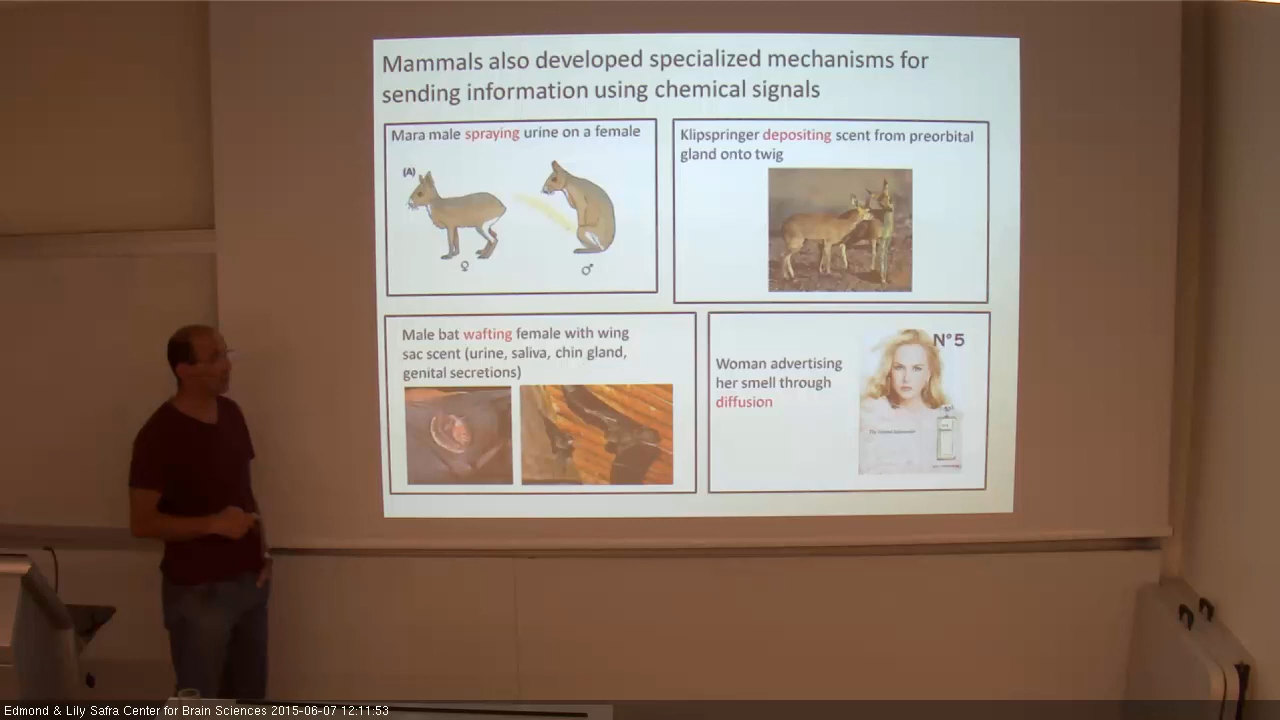 Mammals also developed specialized mechanisms for
sending information using chemical signals
Mara male spraying urine on a female
(A)
♀
♂
Klipspringer depositing scent from preorbital
gland onto twig
Male bat wafting female with wing
sac scent (urine, saliva, chin gland,
genital secretions)
Woman advertising
her smell through
diffusion
N°5
Edmond & Lily Safra Center for Brain Sciences 2015-06-07 12:11:53